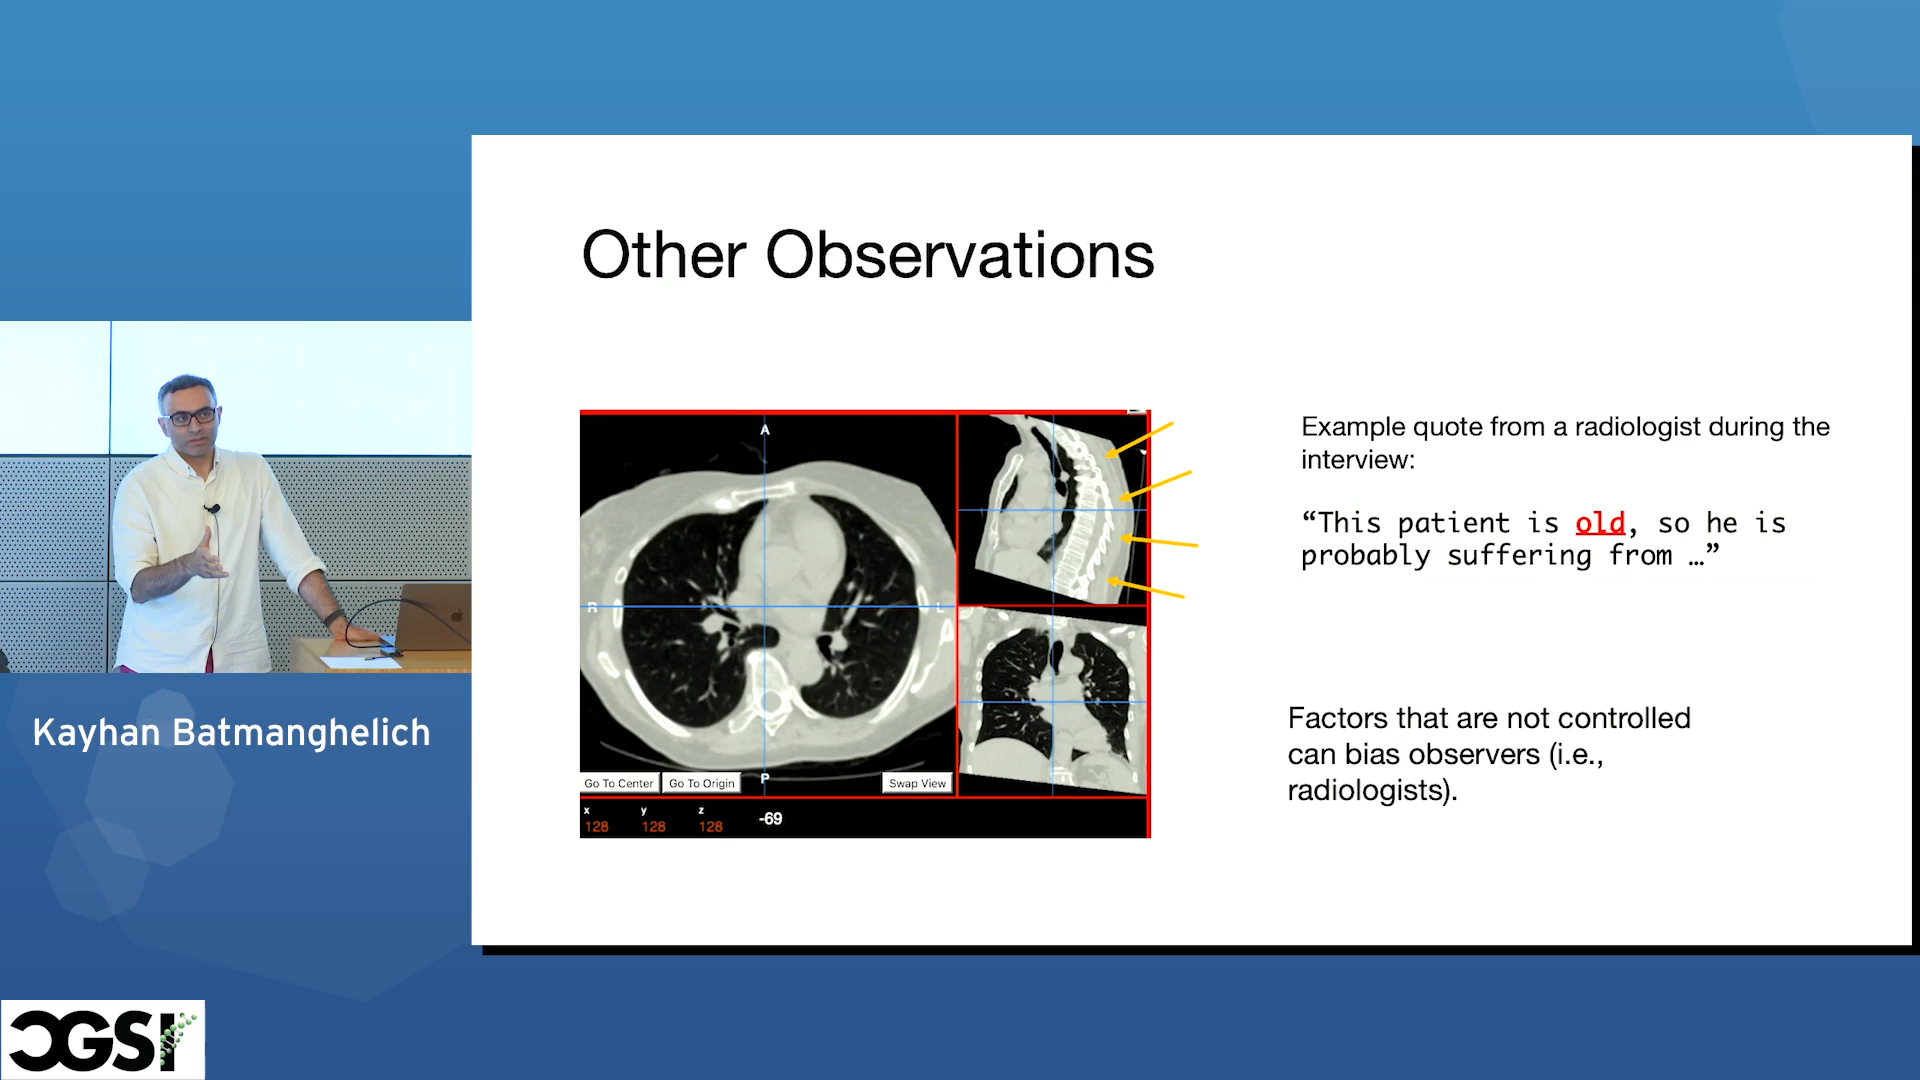 Other Observations
A
R
L
P
Go To Center
Go To Origin
Swap View
x
y
z
128
128
128
-69
Example quote from a radiologist during the
interview:
“This patient is old, so he is
probably suffering from …”
Factors that are not controlled
can bias observers (i.e.,
radiologists).
Kayhan Batmanghelich
CGSI